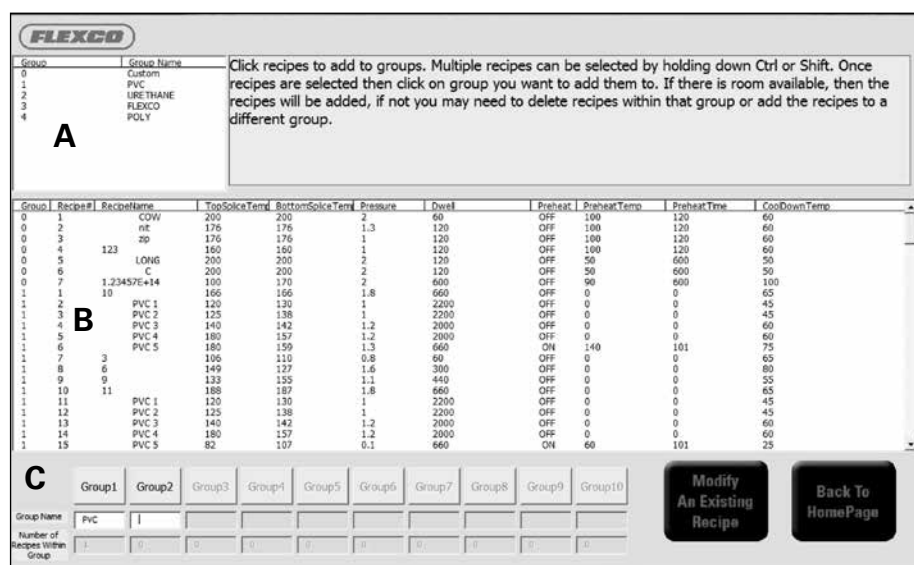 FLEXCO
Group Group Name
0 Custom
1 PVC
2 URETHANE
3 FLEXCO
4 POLY
A
Click recipes to add to groups. Multiple recipes can be selected by holding down Ctrl or Shift. Once
recipes are selected then click on group you want to add them to. If there is room available, then the
recipes will be added, if not you may need to delete recipes within that group or add the recipes to a
different group.
Group Recipe# RecipeName TopSpliceTemp BottomSpliceTem Pressure Dwell Preheat PreheatTemp PreheatTime CoolDownTemp
0 1 COW 200 200 2 60 OFF 100 120 60
0 2 nit 176 176 1.3 120 OFF 100 120 60
0 3 zip 176 176 1 120 OFF 100 120 60
0 4 123 160 160 1 120 OFF 100 120 60
0 5 LONG 200 200 2 120 OFF 50 600 50
0 6 C 200 200 2 120 OFF 50 600 50
0 7 1.23457E+14 100 170 2 600 OFF 90 600 100
1 1 10 166 166 1.8 660 OFF 0 0 65
1 2 PVC 1 120 130 1 2200 OFF 0 0 45
1 3 PVC 2 125 138 1 2200 OFF 0 0 45
1 4 PVC 3 140 142 1.2 2000 OFF 0 0 60
1 5 PVC 4 180 157 1.2 2000 OFF 0 0 60
1 6 PVC 5 180 159 1.3 660 ON 140 101 75
1 7 3 106 110 0.8 60 OFF 0 0 65
1 8 6 149 127 1.6 300 OFF 0 0 80
1 9 9 133 155 1.1 440 OFF 0 0 55
1 10 11 188 187 1.8 660 OFF 0 0 65
1 11 PVC 1 120 130 1 2200 OFF 0 0 45
1 12 PVC 2 125 138 1 2200 OFF 0 0 45
1 13 PVC 3 140 142 1.2 2000 OFF 0 0 60
1 14 PVC 4 180 157 1.2 2000 OFF 0 0 60
1 15 PVC 5 82 107 0.1 660 ON 60 101 25
B
C
Group1 Group2 Group3 Group4 Group5 Group6 Group7 Group8 Group9 Group10
Group Name PVC
Number of
Recipes Within
Group
1 0 0 0 0 0 0 0 0 0
Modify
An Existing
Recipe
Back To
HomePage